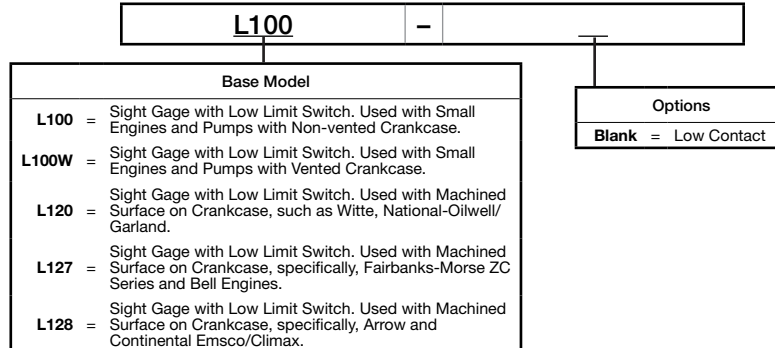 L100 – __
Base Model
L100 = Sight Gage with Low Limit Switch. Used with Small
Engines and Pumps with Non-vented Crankcase.
L100W = Sight Gage with Low Limit Switch. Used with Small
Engines and Pumps with Vented Crankcase.
L120 = Sight Gage with Low Limit Switch. Used with Machined
Surface on Crankcase, such as Witte, National-Oilwell/
Garland.
L127 = Sight Gage with Low Limit Switch. Used with Machined
Surface on Crankcase, specifically, Fairbanks-Morse ZC
Series and Bell Engines.
L128 = Sight Gage with Low Limit Switch. Used with Machined
Surface on Crankcase, specifically, Arrow and
Continental Emsco/Climax.
Options
Blank = Low Contact